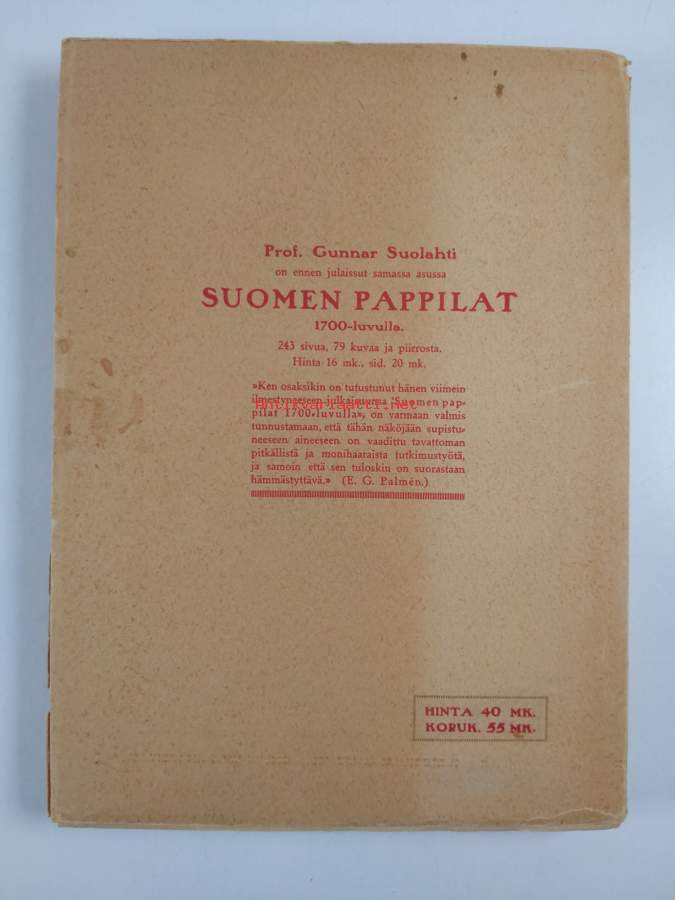 Prof. Gunnar Suolahti
on ennen julaissut samassa asussa
SUOMEN PAPPILAT
1700-luvulla.
243 sivua, 79 kuvaa ja piirrosta.
Hinta 16 mk., sid. 20 mk.
»Ken osaksikin on tutustunut hänen viimein
ilmestyneeseen julkaisuunsa 'Suomen pap-
pilat 1700-luvulla», on varmaan valmis
tunnustamaan, että tähän näköjään supistu-
neeseen aineeseen on vaadittu tavattoman
pitkällistä ja monihaaraista tutkimustyötä,
ja samoin että sen tuloskin on suorastaan
hämmästyttävä.» (E. G. Palmén.)
Antikvariaatti.net
HINTA 40 MK.
KORUK. 55 MK.